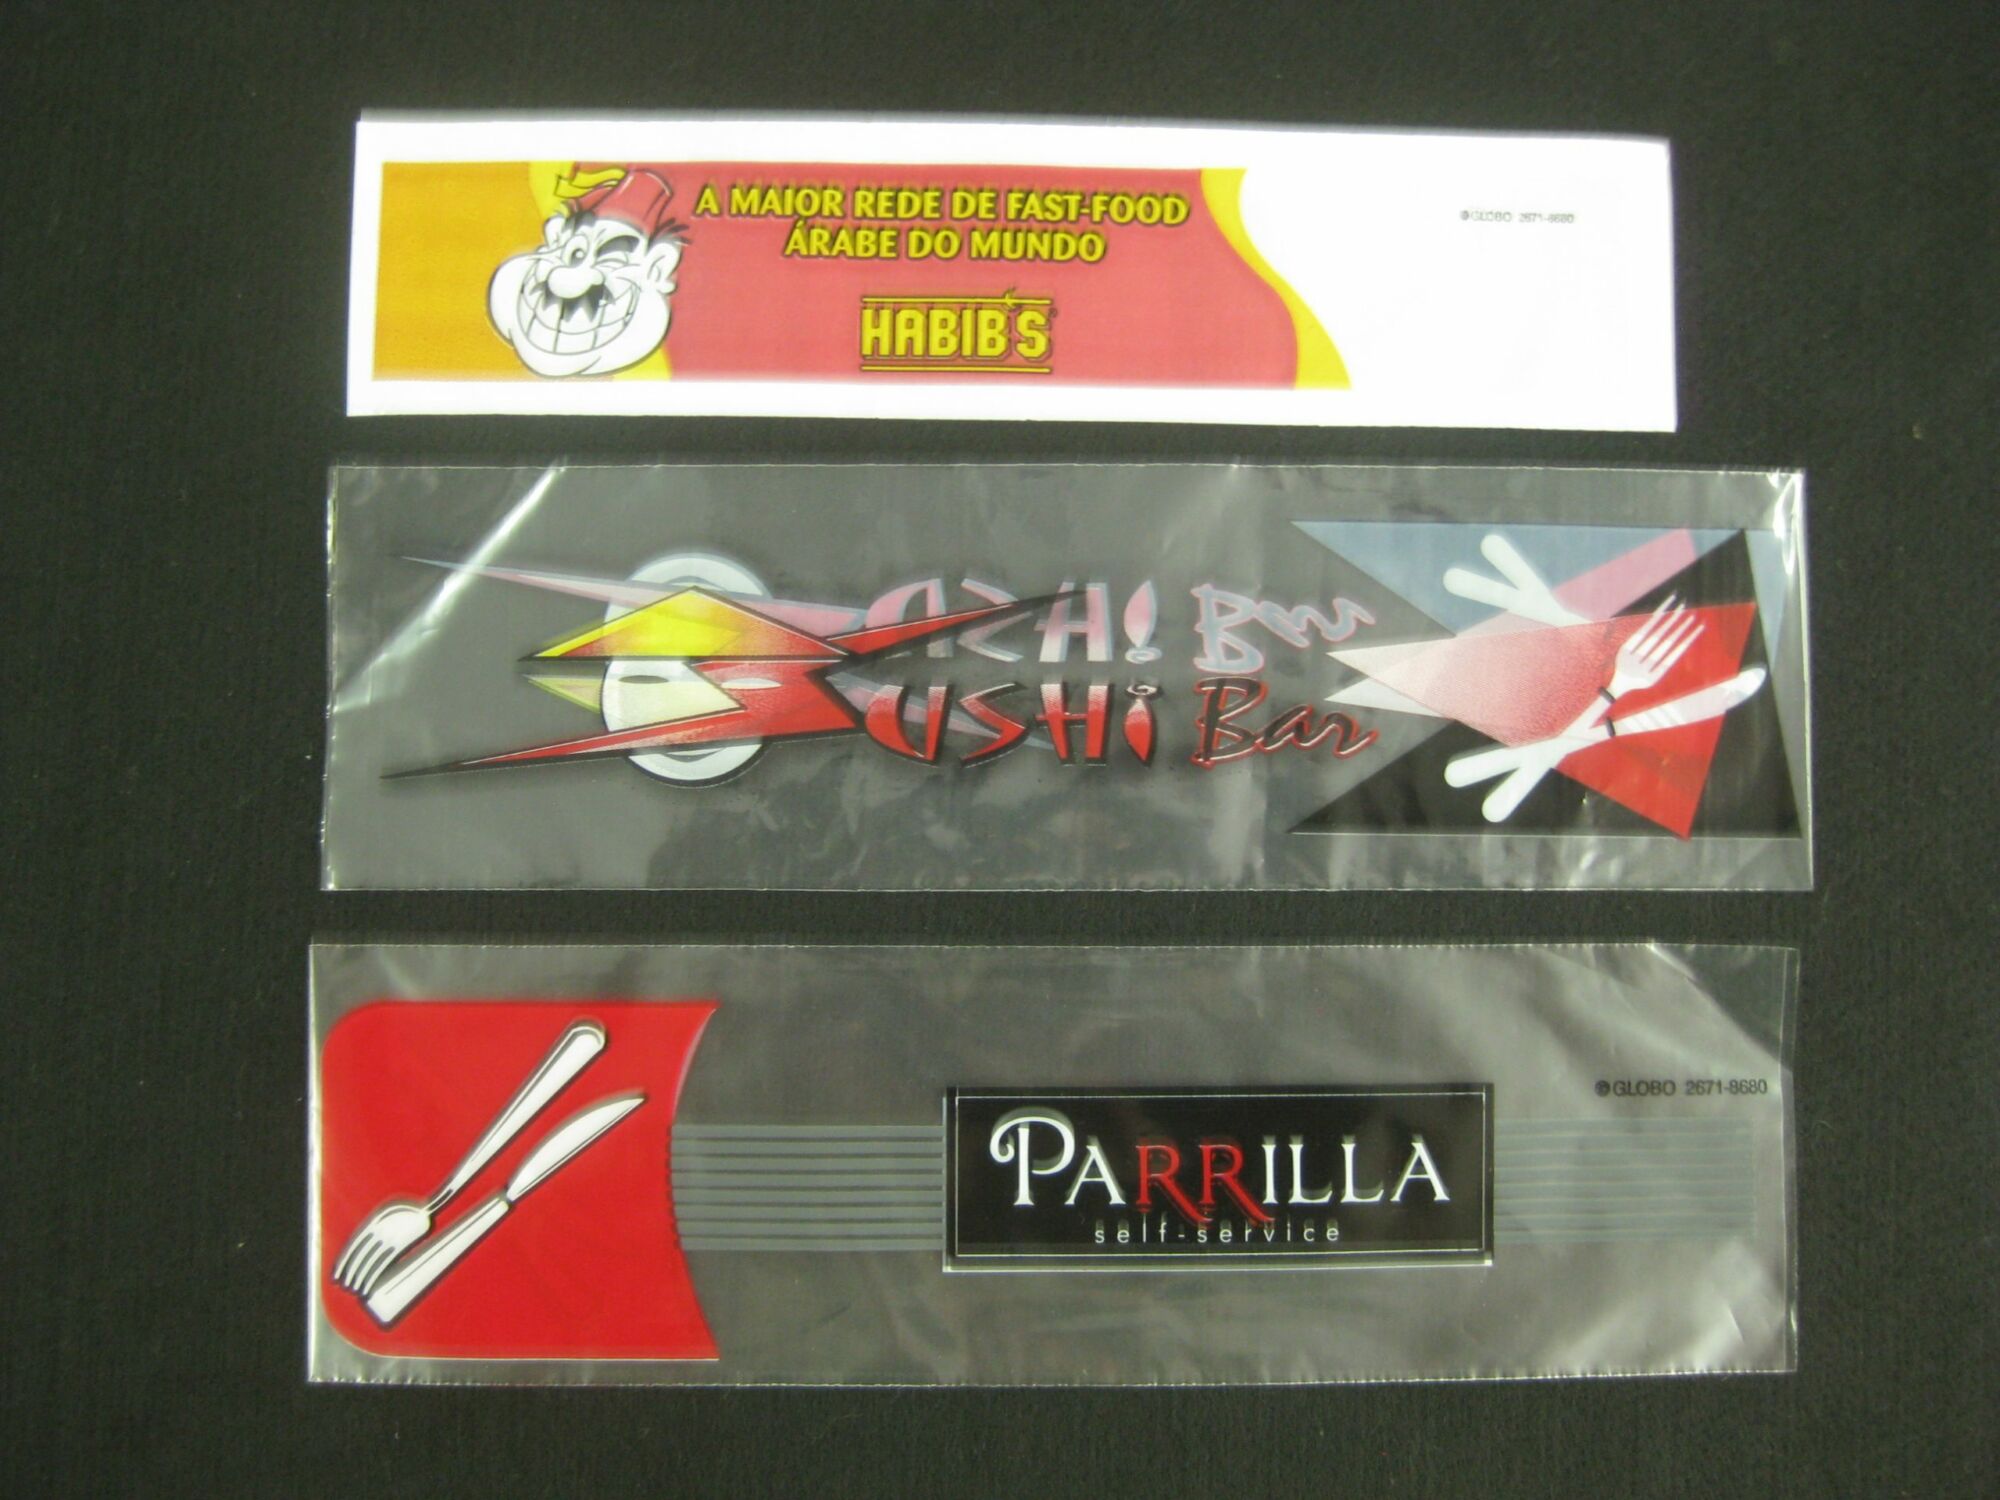 A MAIOR REDE DE FAST-FOOD
ÁRABE DO MUNDO
HABIB'S
®GLOBO 2671-8680
SUSHi Bar
®GLOBO 2671-8680
PARRILLA
self-service